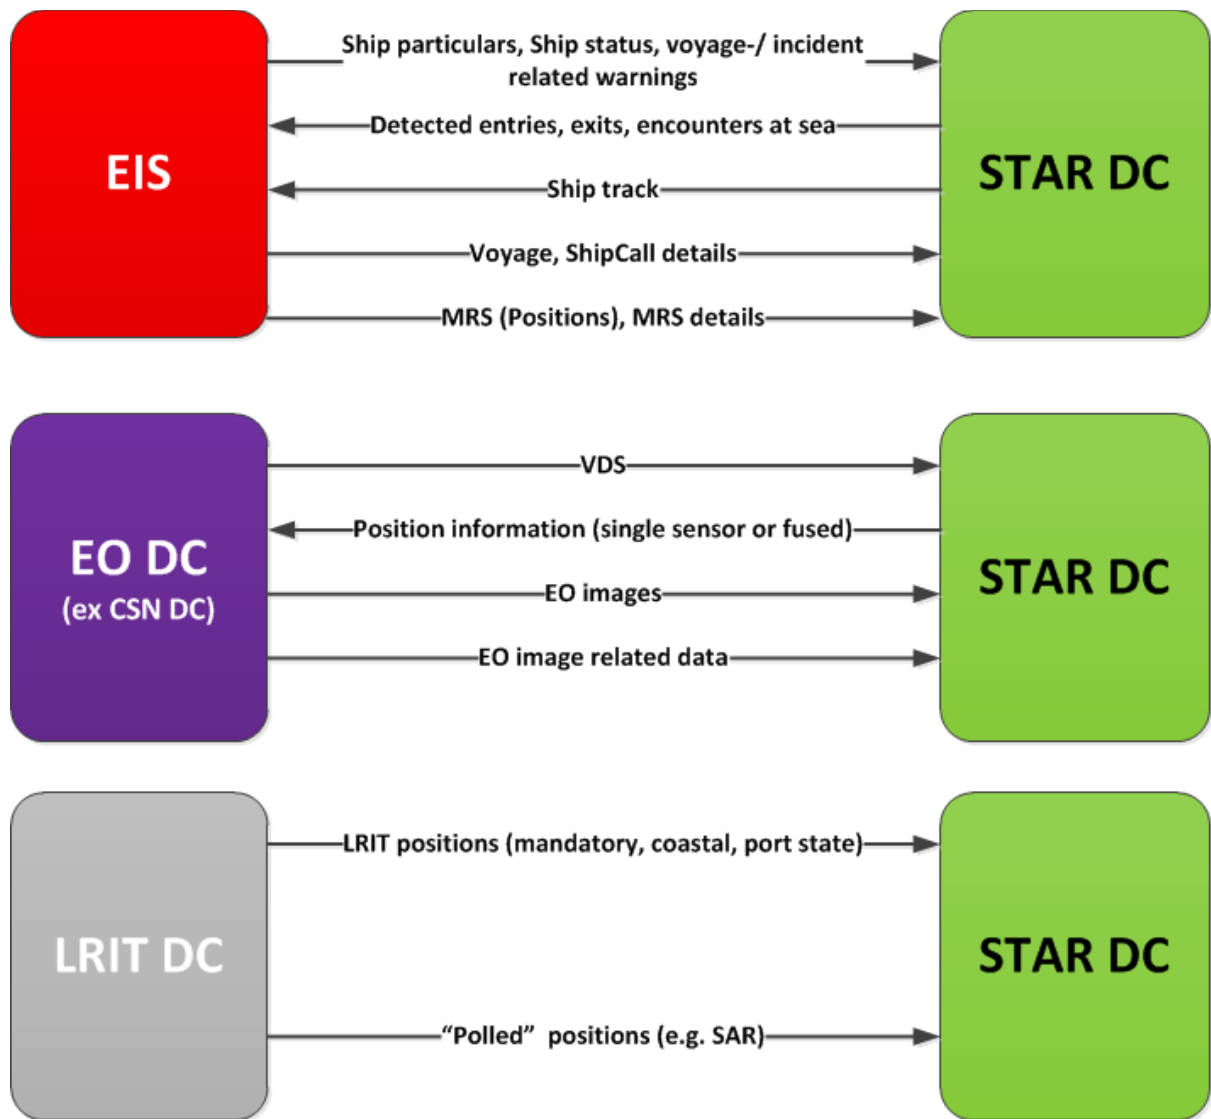 Ship particulars, Ship status, voyage-/ incident
related warnings
Detected entries, exits, encounters at sea
EIS
STAR DC
Ship track
Voyage, ShipCall details
MRS (Positions), MRS details
VDS
Position information (single sensor or fused)
EO DC
(ex CSN DC)
STAR DC
EO images
EO image related data
LRIT positions (mandatory, coastal, port state)
LRIT DC
STAR DC
“Polled”  positions (e.g. SAR)